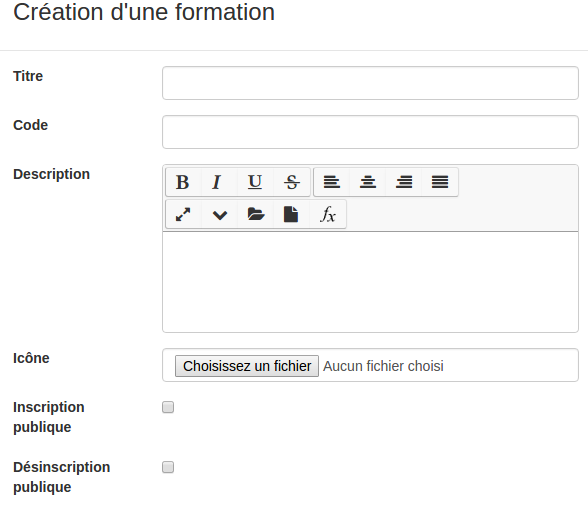 Création d'une formation
Titre
Code
Description
B I U S
fx
Icône
Choisissez un fichier Aucun fichier choisi
Inscription
publique
Désinscription
publique